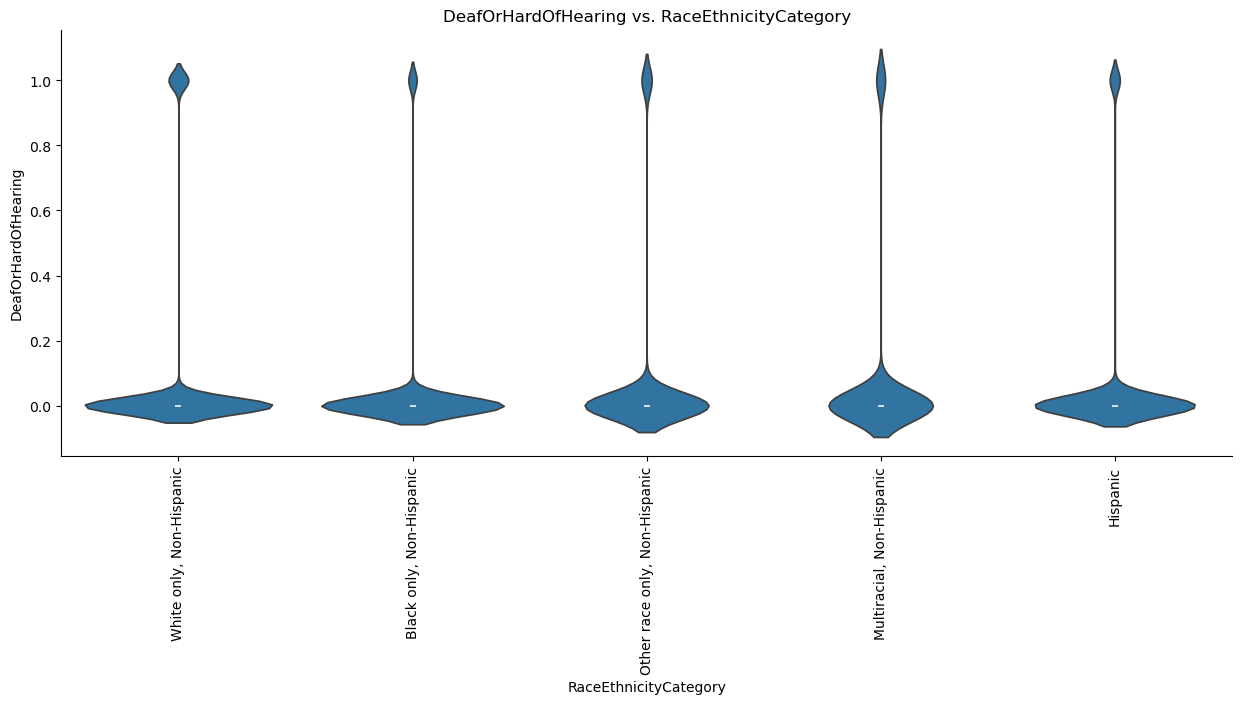 DeafOrHardOfHearing vs. RaceEthnicityCategory
DeafOrHardOfHearing
1.0
0.8
0.6
0.4
0.2
0.0
White only, Non-Hispanic
Black only, Non-Hispanic
Other race only, Non-Hispanic
Multiracial, Non-Hispanic
Hispanic
RaceEthnicityCategory